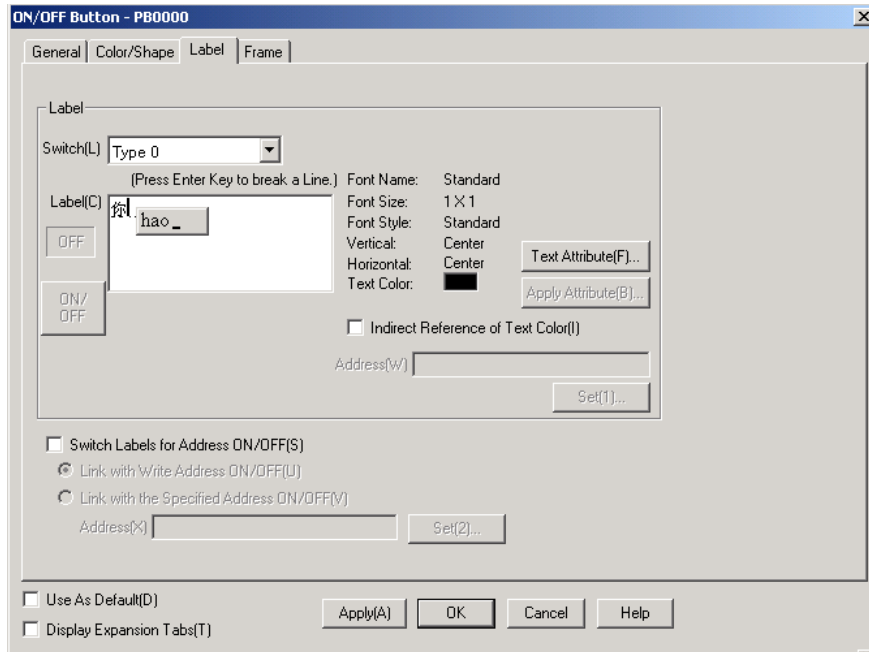 ON/OFF Button - PB0000
General Color/Shape Label Frame
Label
Switch(L) Type 0
(Press Enter Key to break a Line.) Font Name: Standard
Label(C) 你 hao_ Font Size: 1 X 1
Font Style: Standard
OFF Vertical: Center
Horizontal: Center Text Attribute(F)...
Text Color:
ON/
OFF Apply Attribute(B)...
Indirect Reference of Text Color(I)
Address(W)
Set(1)...
Switch Labels for Address ON/OFF(S)
Link with Write Address ON/OFF(U)
Link with the Specified Address ON/OFF(V)
Address(X) Set(2)...
Use As Default(D)
Apply(A) OK Cancel Help
Display Expansion Tabs(T)